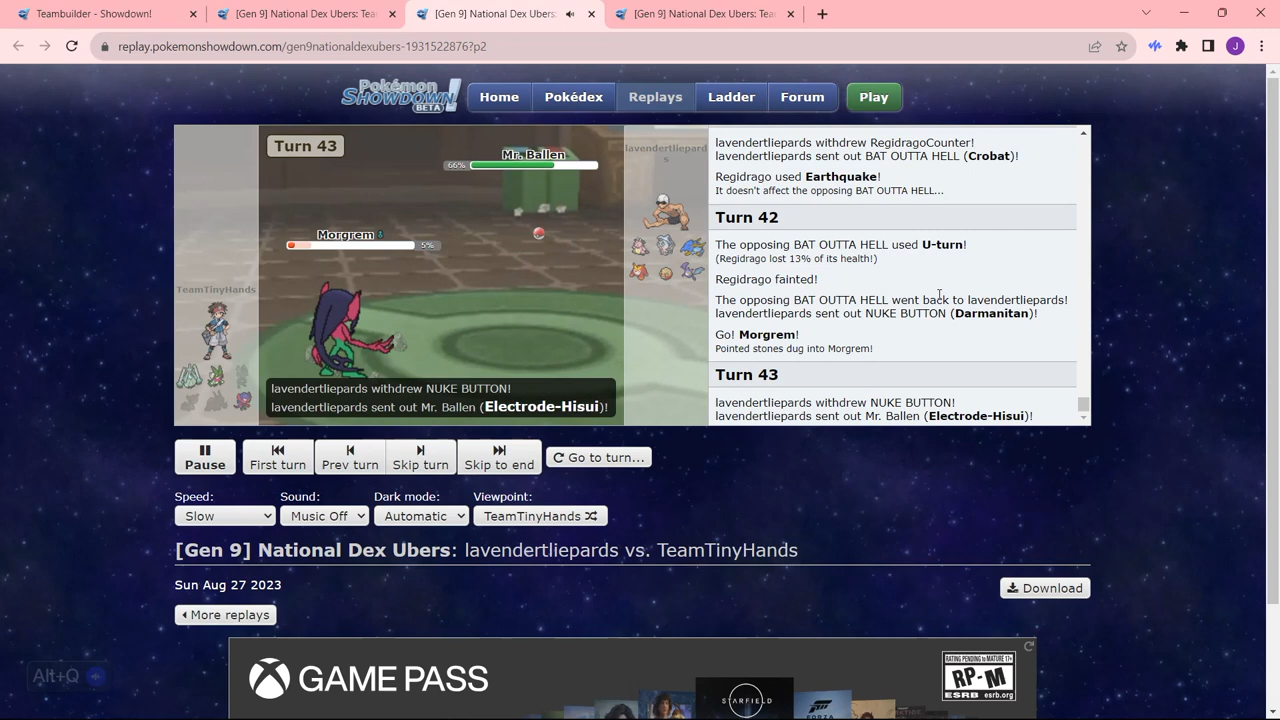 Teambuilder - Showdown!
[Gen 9] National Dex Ubers: Tea
[Gen 9] National Dex Ubers:
[Gen 9] National Dex Ubers: Tea
replay.pokemonshowdown.com/gen9nationaldexubers-1931522876?p2
J
Pokémon
SHOWDOWN!
BETA
Home
Pokédex
Replays
Ladder
Forum
Play
Turn 43
Mr. Ballen
66%
Morgrem
5%
TeamTinyHands
lavendertliepard
s
lavendertliepards withdrew NUKE BUTTON!
lavendertliepards sent out Mr. Ballen (Electrode-Hisui)!
lavendertliepards withdrew RegidragoCounter!
lavendertliepards sent out BAT OUTTA HELL (Crobat)!
Regidrago used Earthquake!
It doesn't affect the opposing BAT OUTTA HELL...
Turn 42
The opposing BAT OUTTA HELL used U-turn!
(Regidrago lost 13% of its health!)
Regidrago fainted!
The opposing BAT OUTTA HELL went back to lavendertliepards!
lavendertliepards sent out NUKE BUTTON (Darmanitan)!
Go! Morgrem!
Pointed stones dug into Morgrem!
Turn 43
lavendertliepards withdrew NUKE BUTTON!
lavendertliepards sent out Mr. Ballen (Electrode-Hisui)!
Pause
First turn
Prev turn
Skip turn
Skip to end
Go to turn...
Speed:
Slow
Sound:
Music Off
Dark mode:
Automatic
Viewpoint:
TeamTinyHands
[Gen 9] National Dex Ubers: lavendertliepards vs. TeamTinyHands
Sun Aug 27 2023
Download
More replays
GAME PASS
STARFIELD
RATING PENDING to MATURE 17+
RP-M
ESRB esrb.org
Alt+Q